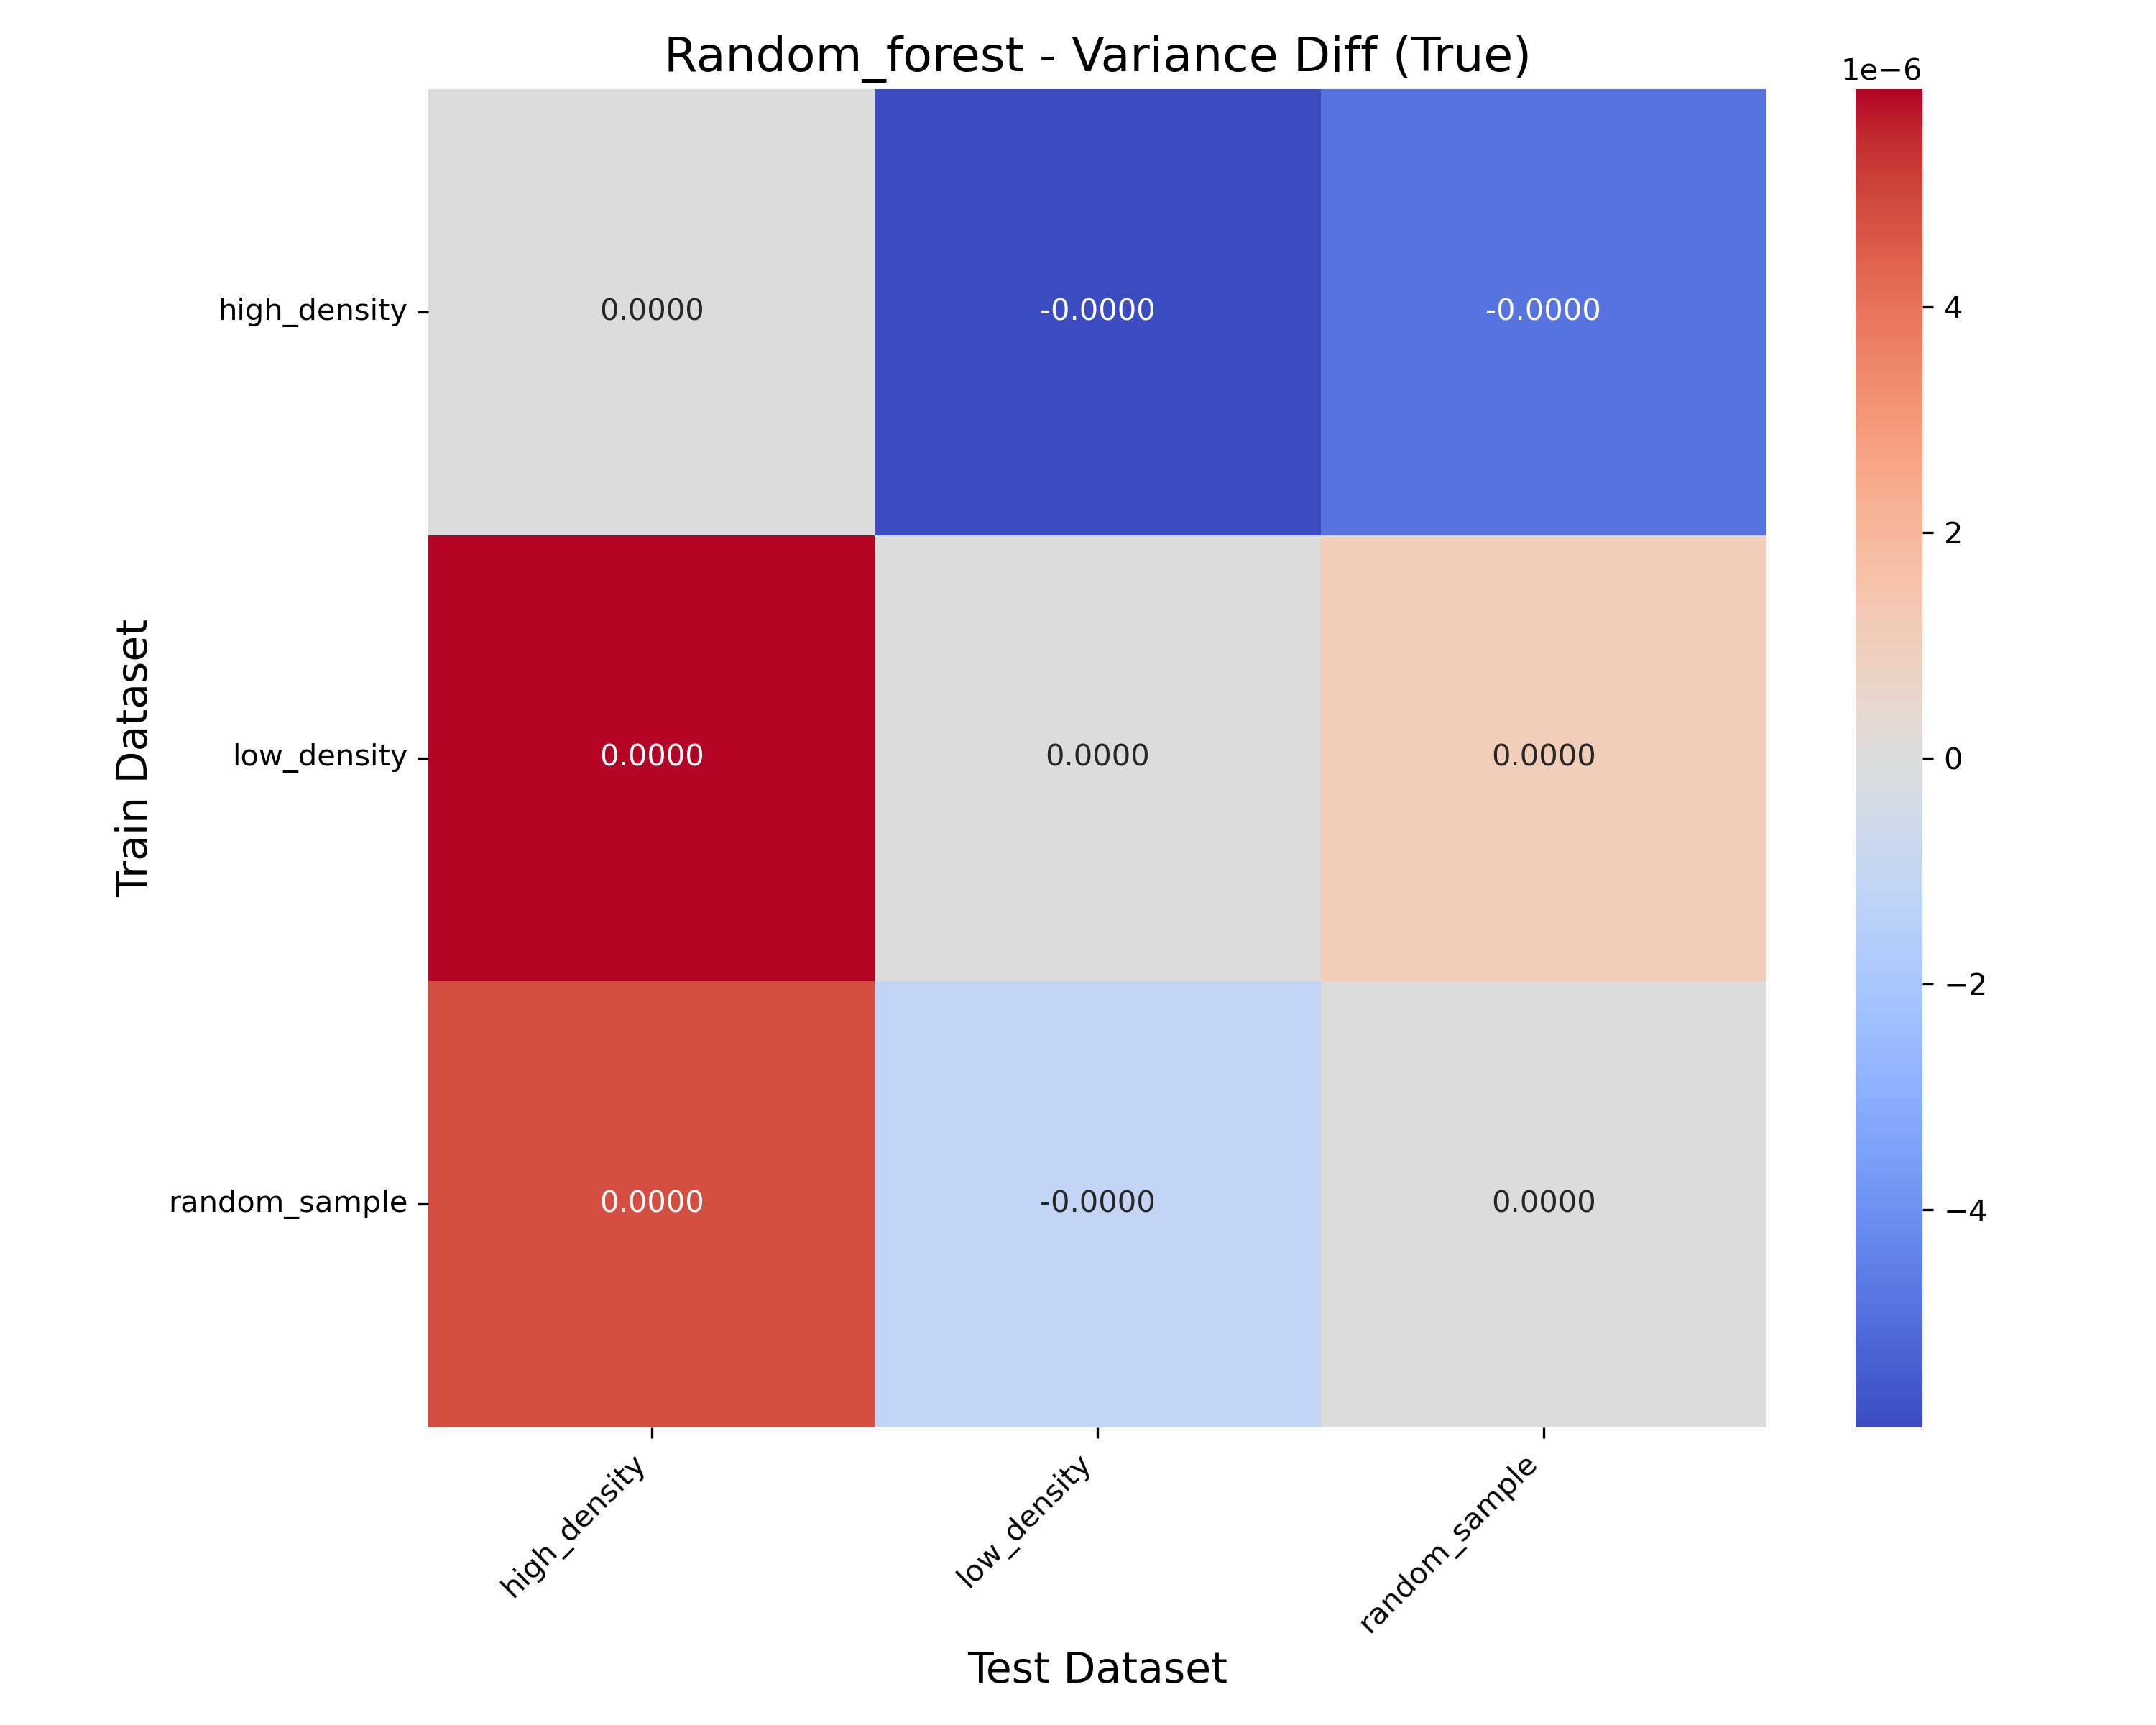 Random_forest - Variance Diff (True)
1e−6
high_density
0.0000
-0.0000
-0.0000
low_density
0.0000
0.0000
0.0000
random_sample
0.0000
-0.0000
0.0000
4
2
0
−2
−4
Train Dataset
high_density
low_density
random_sample
Test Dataset